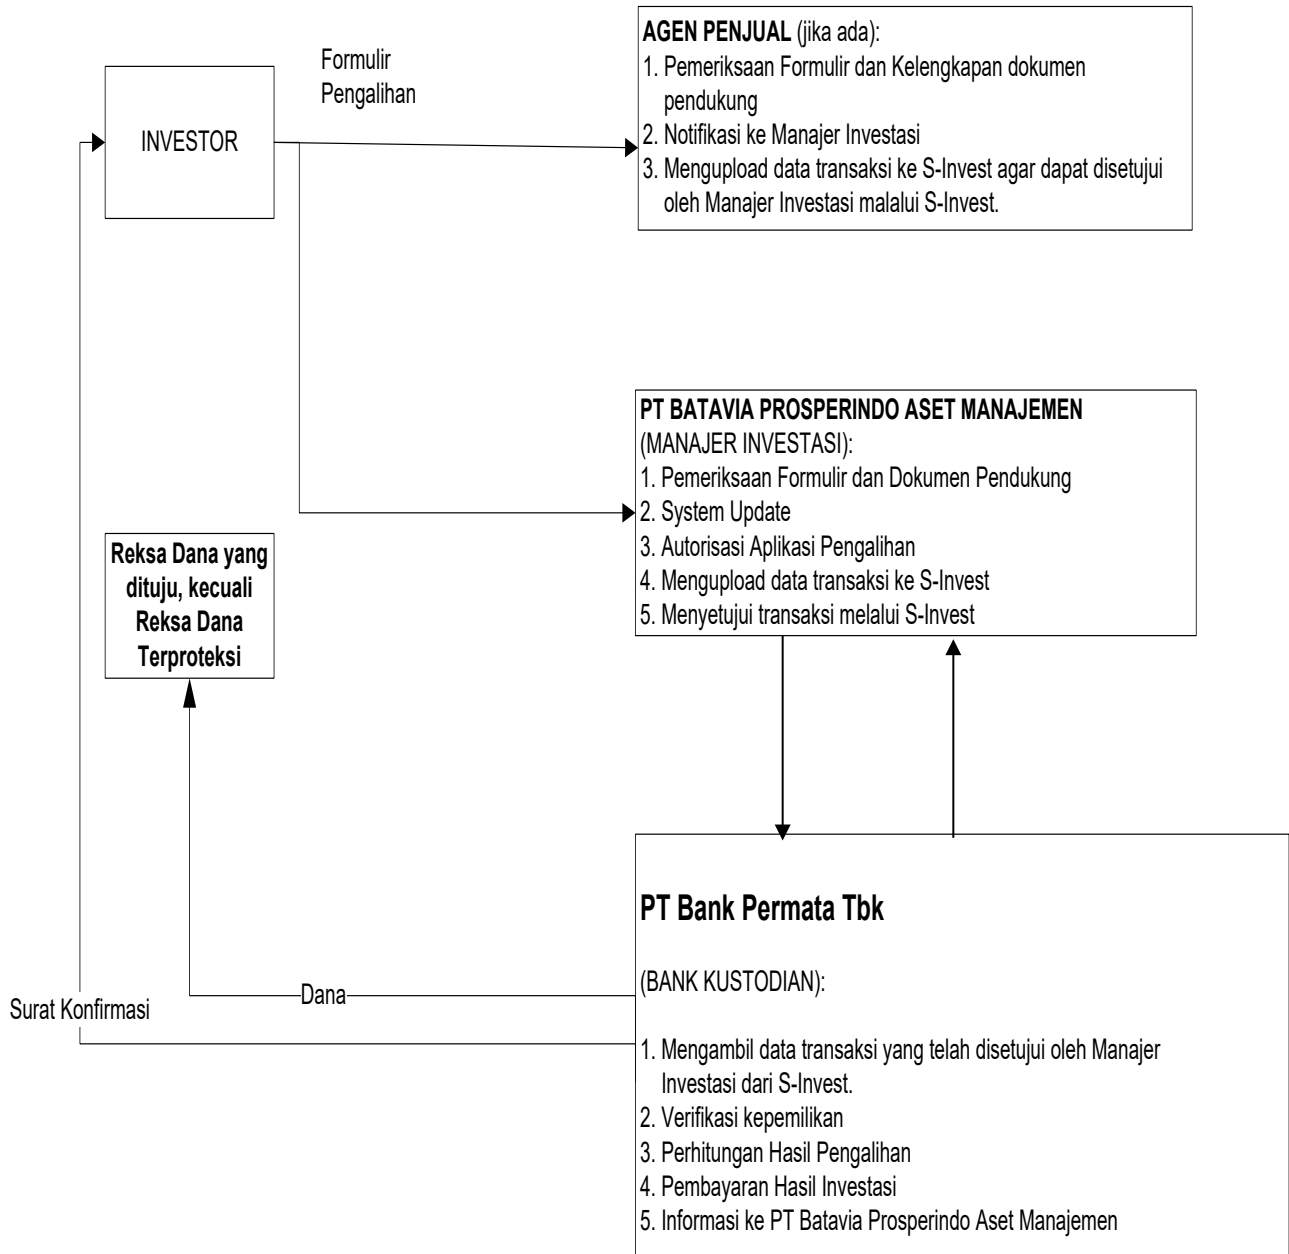 Formulir
Pengalihan
INVESTOR
AGEN PENJUAL (jika ada):
1. Pemeriksaan Formulir dan Kelengkapan dokumen
pendukung
2. Notifikasi ke Manajer Investasi
3. Mengupload data transaksi ke S-Invest agar dapat disetujui
oleh Manajer Investasi malalui S-Invest.
PT BATAVIA PROSPERINDO ASET MANAJEMEN
(MANAJER INVESTASI):
1. Pemeriksaan Formulir dan Dokumen Pendukung
2. System Update
3. Autorisasi Aplikasi Pengalihan
4. Mengupload data transaksi ke S-Invest
5. Menyetujui transaksi melalui S-Invest
Reksa Dana yang
dituju, kecuali
Reksa Dana
Terproteksi
Dana
Surat Konfirmasi
PT Bank Permata Tbk
(BANK KUSTODIAN):
1. Mengambil data transaksi yang telah disetujui oleh Manajer
Investasi dari S-Invest.
2. Verifikasi kepemilikan
3. Perhitungan Hasil Pengalihan
4. Pembayaran Hasil Investasi
5. Informasi ke PT Batavia Prosperindo Aset Manajemen